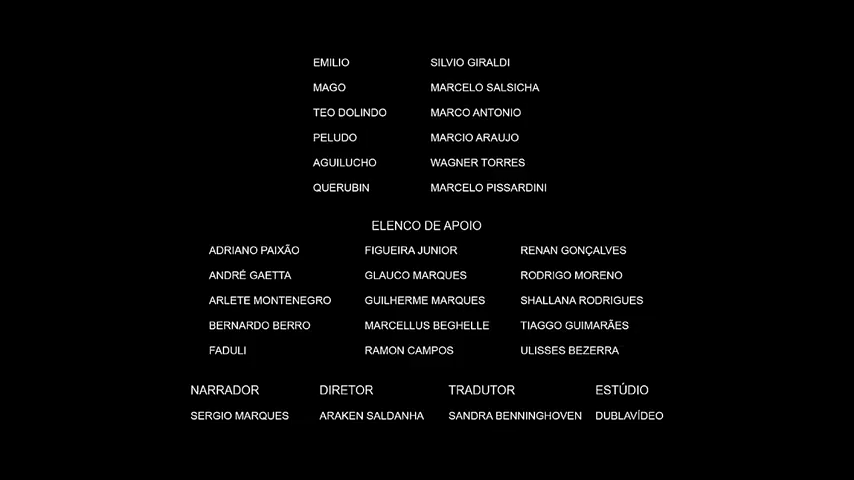 EMILIO SILVIO GIRALDI
MAGO MARCELO SALSICHA
TEO DOLINDO MARCO ANTONIO
PELUDO MARCIO ARAUJO
AGUILUCHO WAGNER TORRES
QUERUBIN MARCELO PISSARDINI
ELENCO DE APOIO
ADRIANO PAIXÃO FIGUEIRA JUNIOR RENAN GONÇALVES
ANDRÉ GAETTA GLAUCO MARQUES RODRIGO MORENO
ARLETE MONTENEGRO GUILHERME MARQUES SHALLANA RODRIGUES
BERNARDO BERRO MARCELLUS BEGHELLE TIAGGO GUIMARÃES
FADULI RAMON CAMPOS ULISSES BEZERRA
NARRADOR DIRETOR TRADUTOR ESTÚDIO
SERGIO MARQUES ARAKEN SALDANHA SANDRA BENNINGHOVEN DUBLAVÍDEO